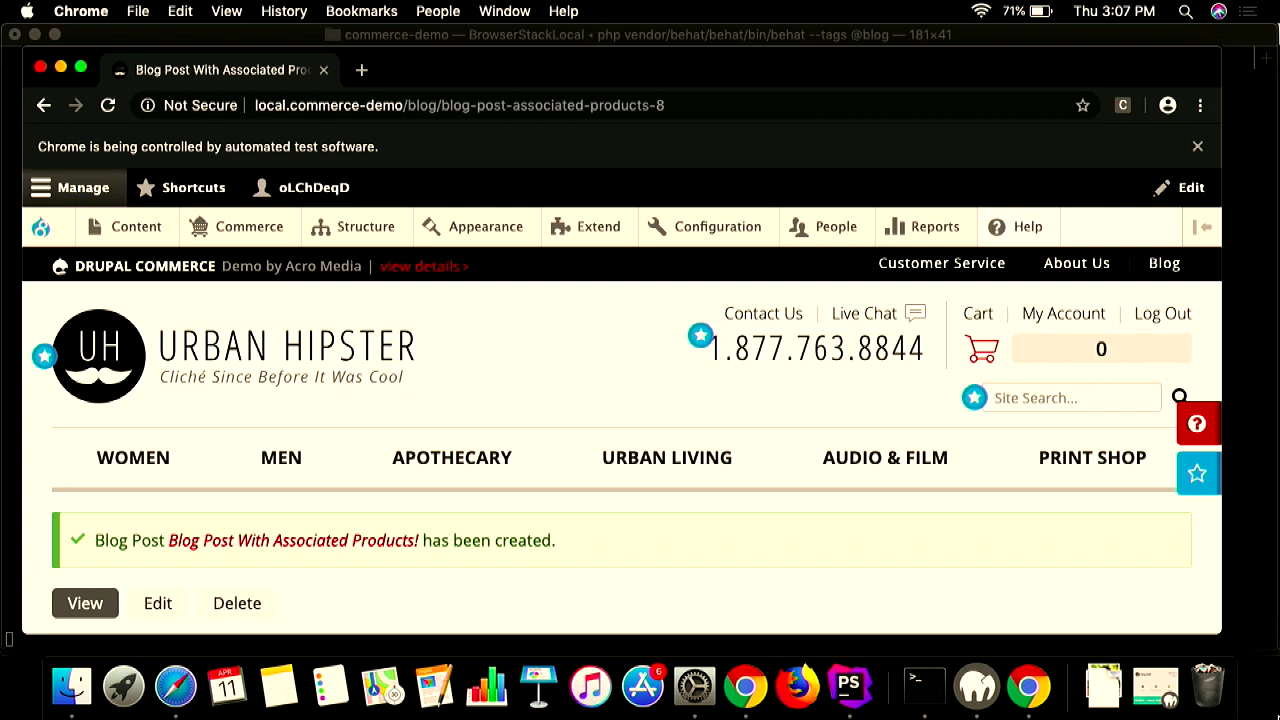 Chrome File Edit View History Bookmarks People Window Help 71% Thu 3:07 PM
commerce-demo — BrowserStackLocal • php vendor/behat/behat/bin/behat --tags @blog — 181×41
Blog Post With Associated Pro
Not Secure local.commerce-demo/blog/blog-post-associated-products-8 C
Chrome is being controlled by automated test software.
Manage Shortcuts oLChDeqD Edit
Content Commerce Structure Appearance Extend Configuration People Reports Help
DRUPAL COMMERCE Demo by Acro Media | view details > Customer Service About Us Blog
Contact Us Live Chat Cart My Account Log Out
UH URBAN HIPSTER 1.877.763.8844 0
Cliché Since Before It Was Cool
Site Search...
WOMEN MEN APOTHECARY URBAN LIVING AUDIO & FILM PRINT SHOP
Blog Post Blog Post With Associated Products! has been created.
View Edit Delete
APR
11
6
PS
>_